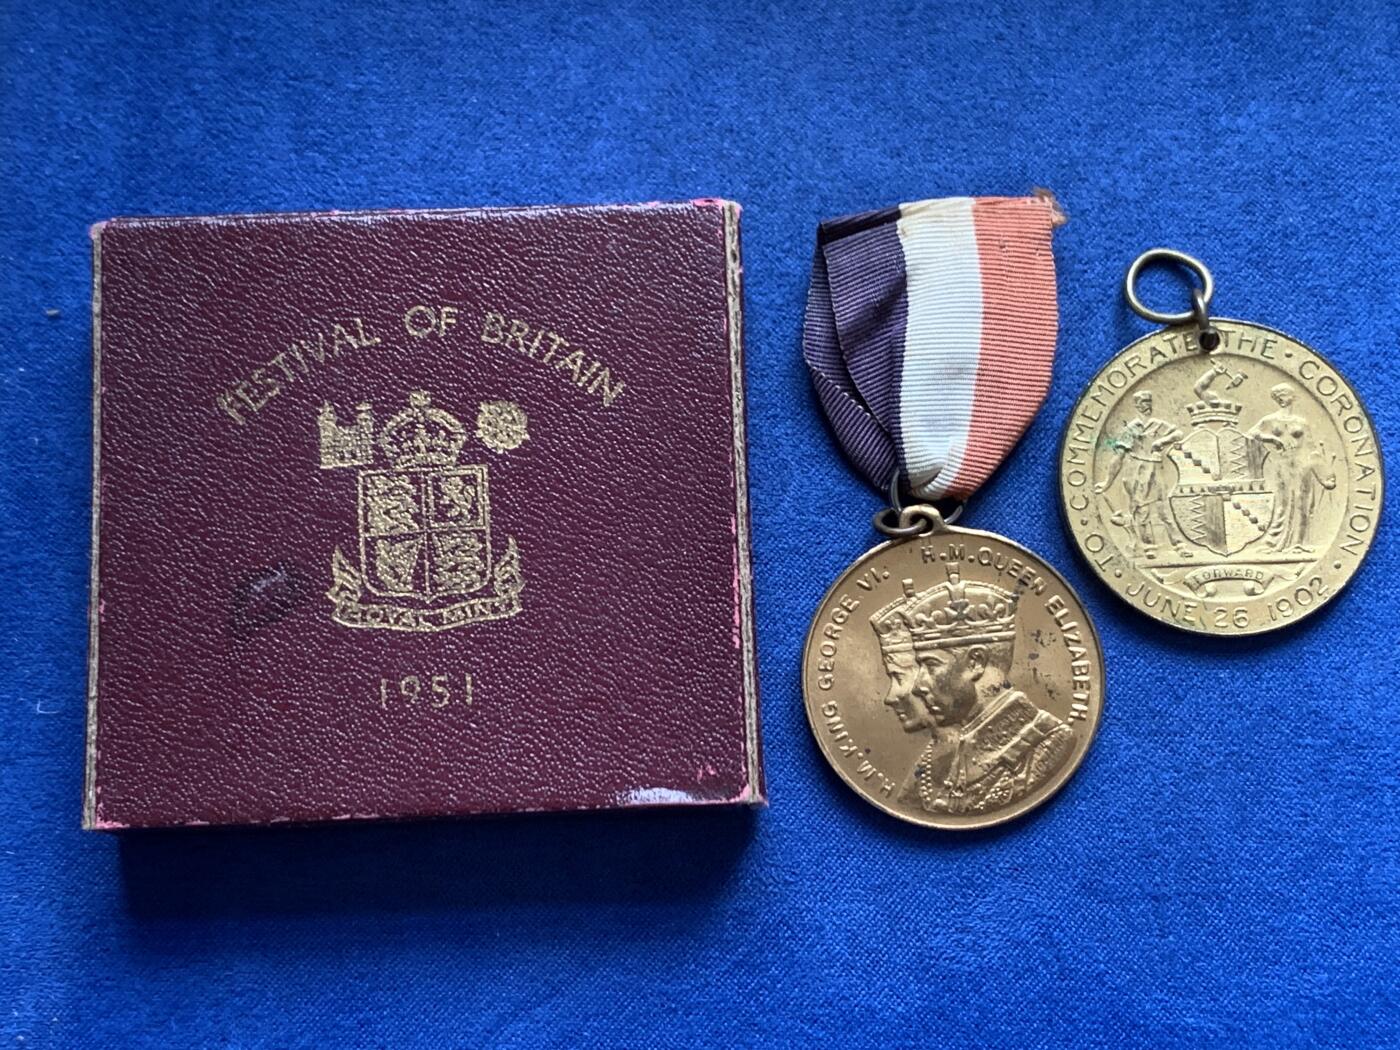 FESTIVAL OF BRITAIN
ROYAL MINT
1951
H.M. KING GEORGE VI. H.M. QUEEN ELIZABETH.
· TO · COMMEMORATE THE · CORONATION ·
FORWARD
JUNE 26 1902